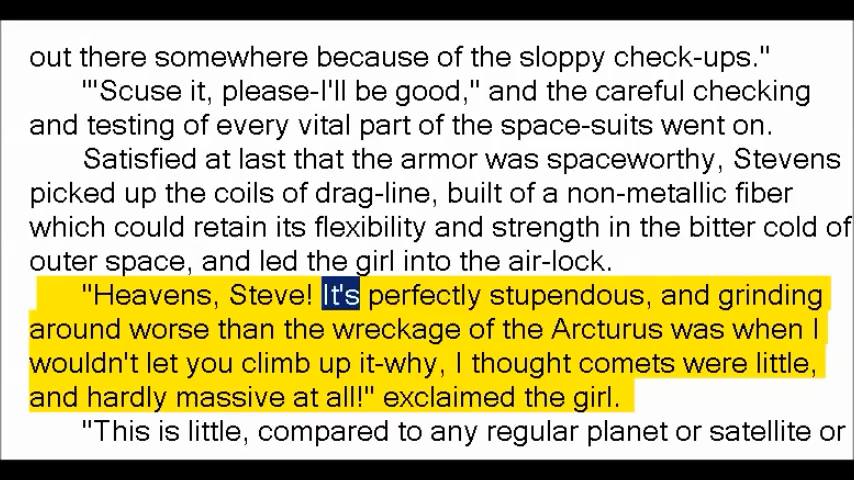 out there somewhere because of the sloppy check-ups."
"'Scuse it, please-I'll be good," and the careful checking
and testing of every vital part of the space-suits went on.
Satisfied at last that the armor was spaceworthy, Stevens
picked up the coils of drag-line, built of a non-metallic fiber
which could retain its flexibility and strength in the bitter cold of
outer space, and led the girl into the air-lock.
"Heavens, Steve! It's perfectly stupendous, and grinding
around worse than the wreckage of the Arcturus was when I
wouldn't let you climb up it-why, I thought comets were little,
and hardly massive at all!" exclaimed the girl.
"This is little, compared to any regular planet or satellite or